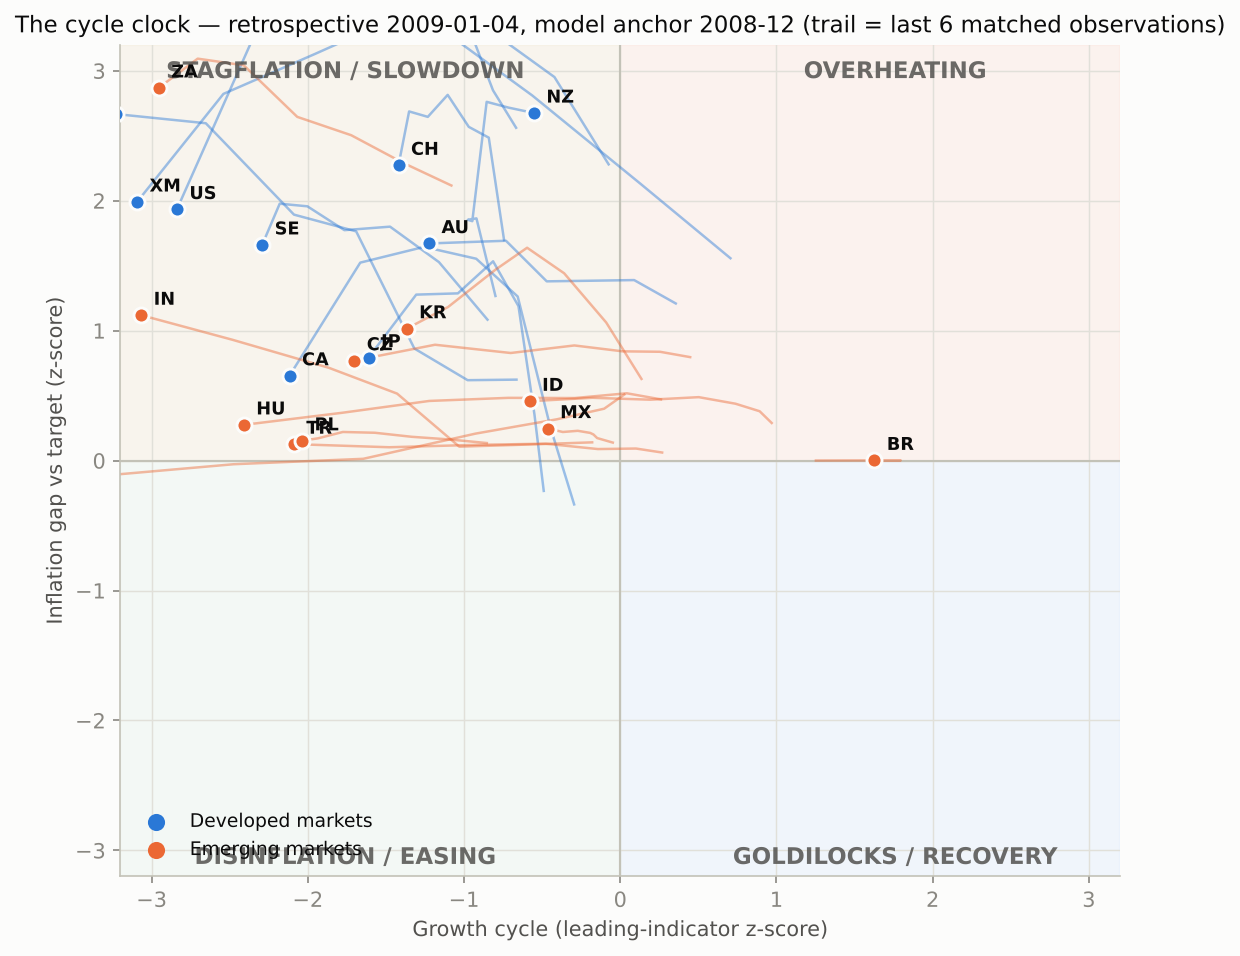 The cycle clock — retrospective 2009-01-04, model anchor 2008-12 (trail = last 6 matched observations)
STAGFLATION / SLOWDOWN
OVERHEATING
ZA
NZ
CH
XM
US
SE
AU
IN
KR
CZ
JP
CA
ID
HU
MX
PL
TR
BR
3
2
1
0
−1
−2
−3
Inflation gap vs target (z-score)
Developed markets
Emerging markets
DISINFLATION / EASING
GOLDILOCKS / RECOVERY
−3
−2
−1
0
1
2
3
Growth cycle (leading-indicator z-score)